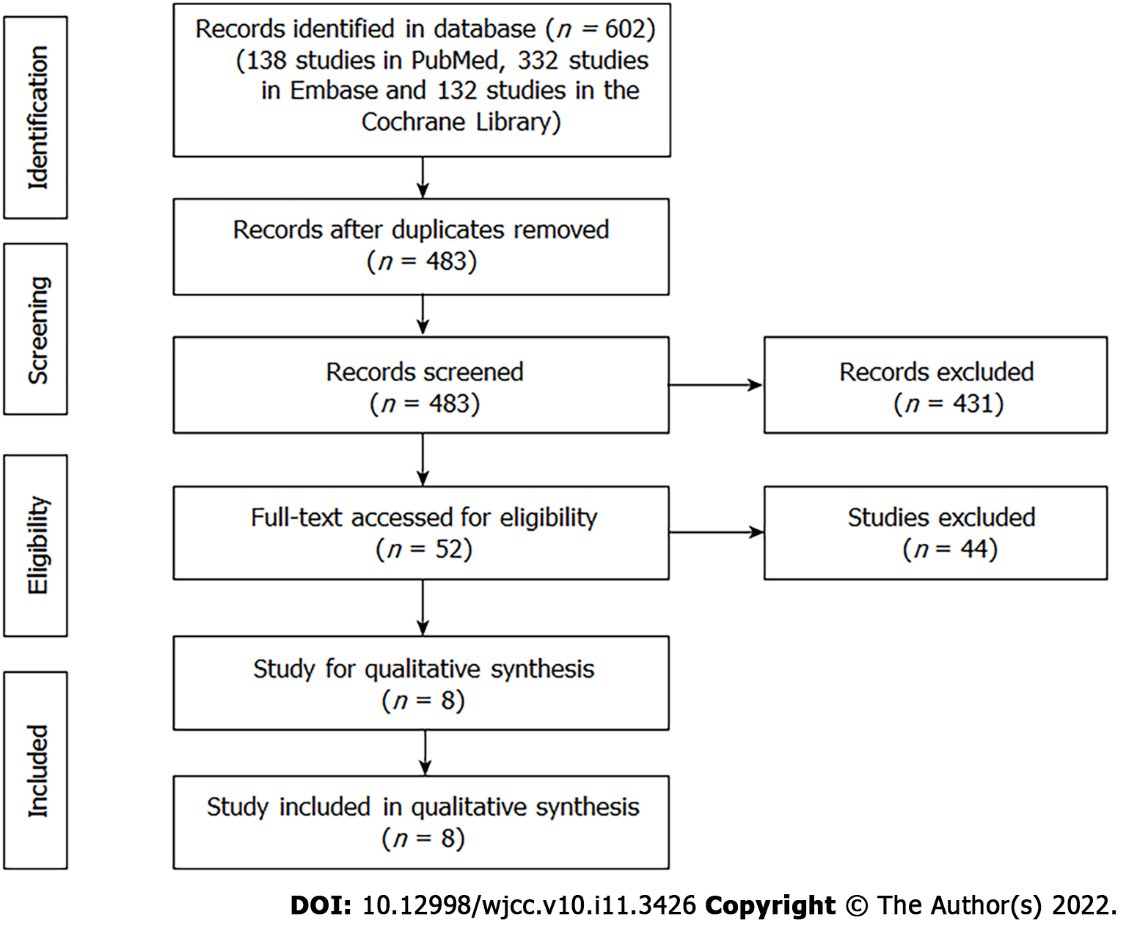 Identification
Records identified in database (n = 602)
(138 studies in PubMed, 332 studies
in Embase and 132 studies in the
Cochrane Library)
Records after duplicates removed
(n = 483)
Screening
Records screened
(n = 483)
Records excluded
(n = 431)
Eligibility
Full-text accessed for eligibility
(n = 52)
Studies excluded
(n = 44)
Study for qualitative synthesis
(n = 8)
Included
Study included in qualitative synthesis
(n = 8)
DOI: 10.12998/wjcc.v10.i11.3426 Copyright © The Author(s) 2022.